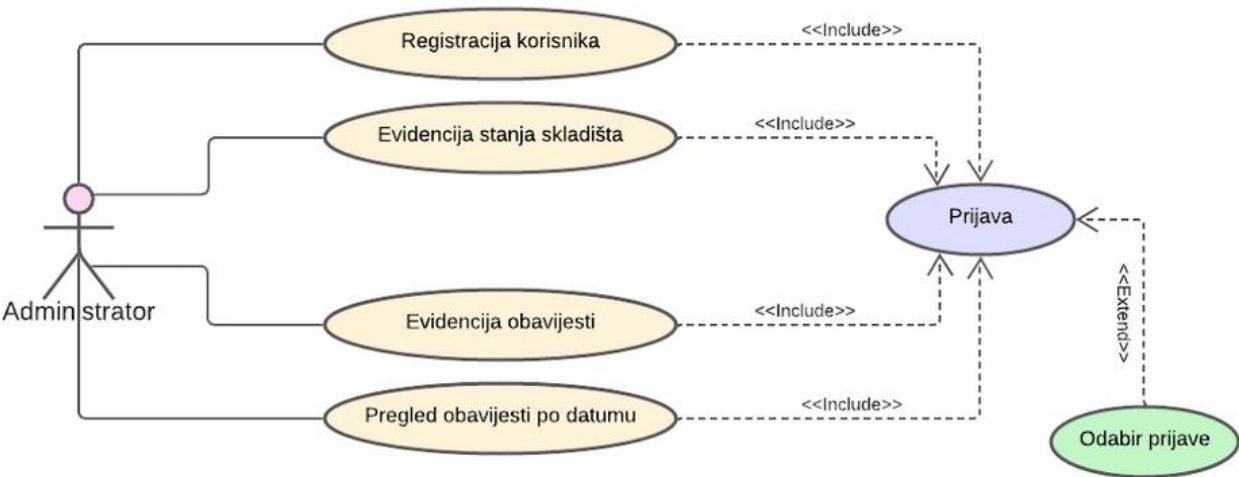 Registracija korisnika
<<Include>>
Evidencija stanja skladišta
<<Include>>
Prijava
Administrator
<<Extend>>
Evidencija obavijesti
<<Include>>
Pregled obavijesti po datumu
<<Include>>
Odabir prijave